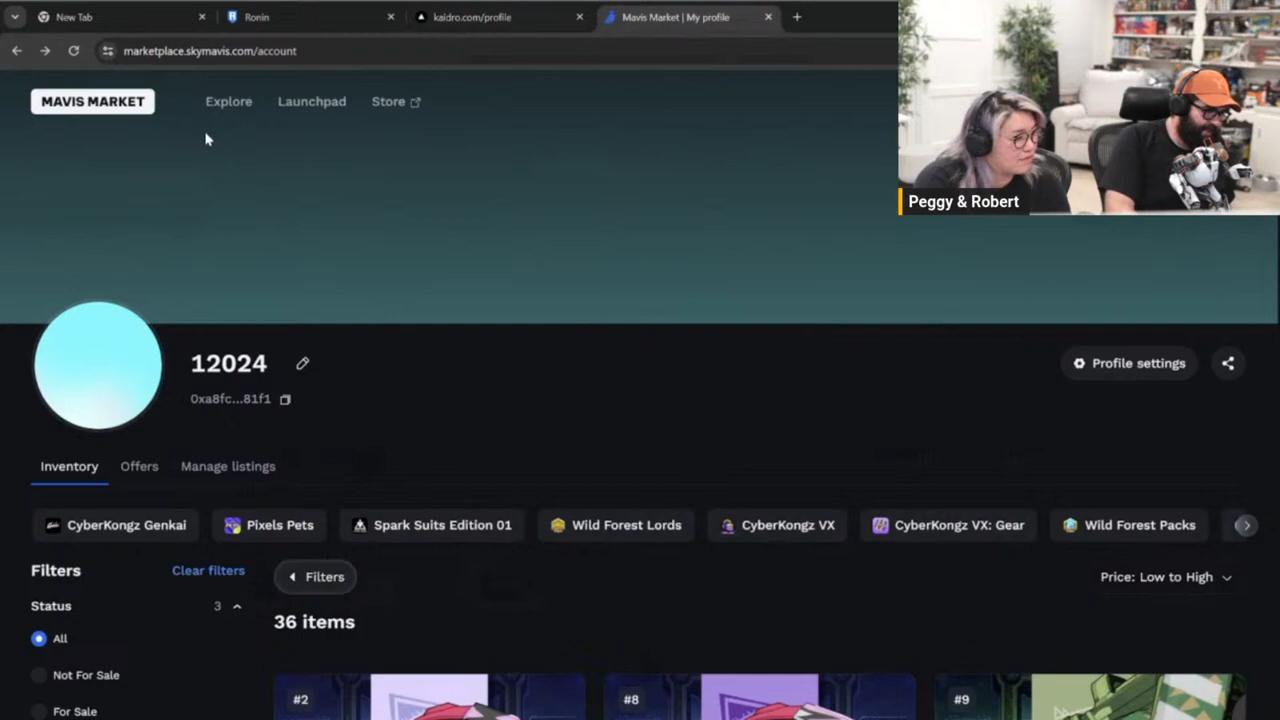 New Tab
Ronin
kaidro.com/profile
Mavis Market | My profile
marketplace.skymavis.com/account
MAVIS MARKET
Explore
Launchpad
Store
Peggy & Robert
12024
0xa8fc...81f1
Profile settings
Inventory
Offers
Manage listings
CyberKongz Genkai
Pixels Pets
Spark Suits Edition 01
Wild Forest Lords
CyberKongz VX
CyberKongz VX: Gear
Wild Forest Packs
Filters
Clear filters
Filters
Price: Low to High
Status
3
36 items
All
Not For Sale
For Sale
#2
#8
#9